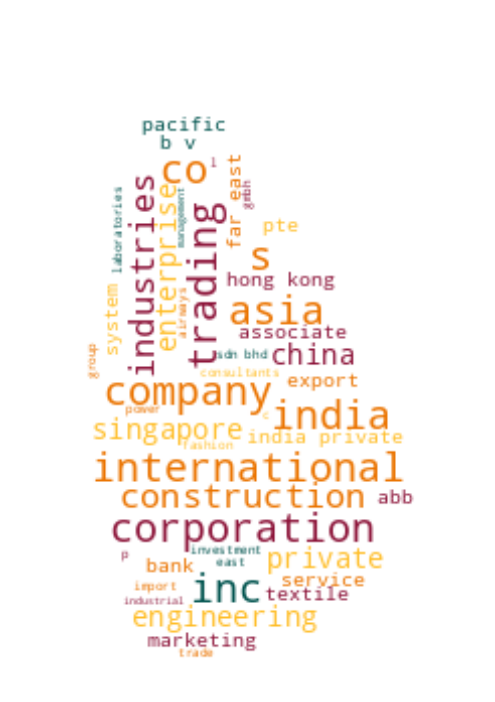 pacific
b v
co
l
industries
enterprise
management
laboratories
trading
far east
gmbh
pte
s
hong kong
system
airways
asia
associate
group
sdn bhd
china
consultants
export
company
power
c
india
singapore
india private
fashion
international
construction
abb
corporation
p
investment
private
east
bank
service
import
inc
textile
industrial
engineering
marketing
trade